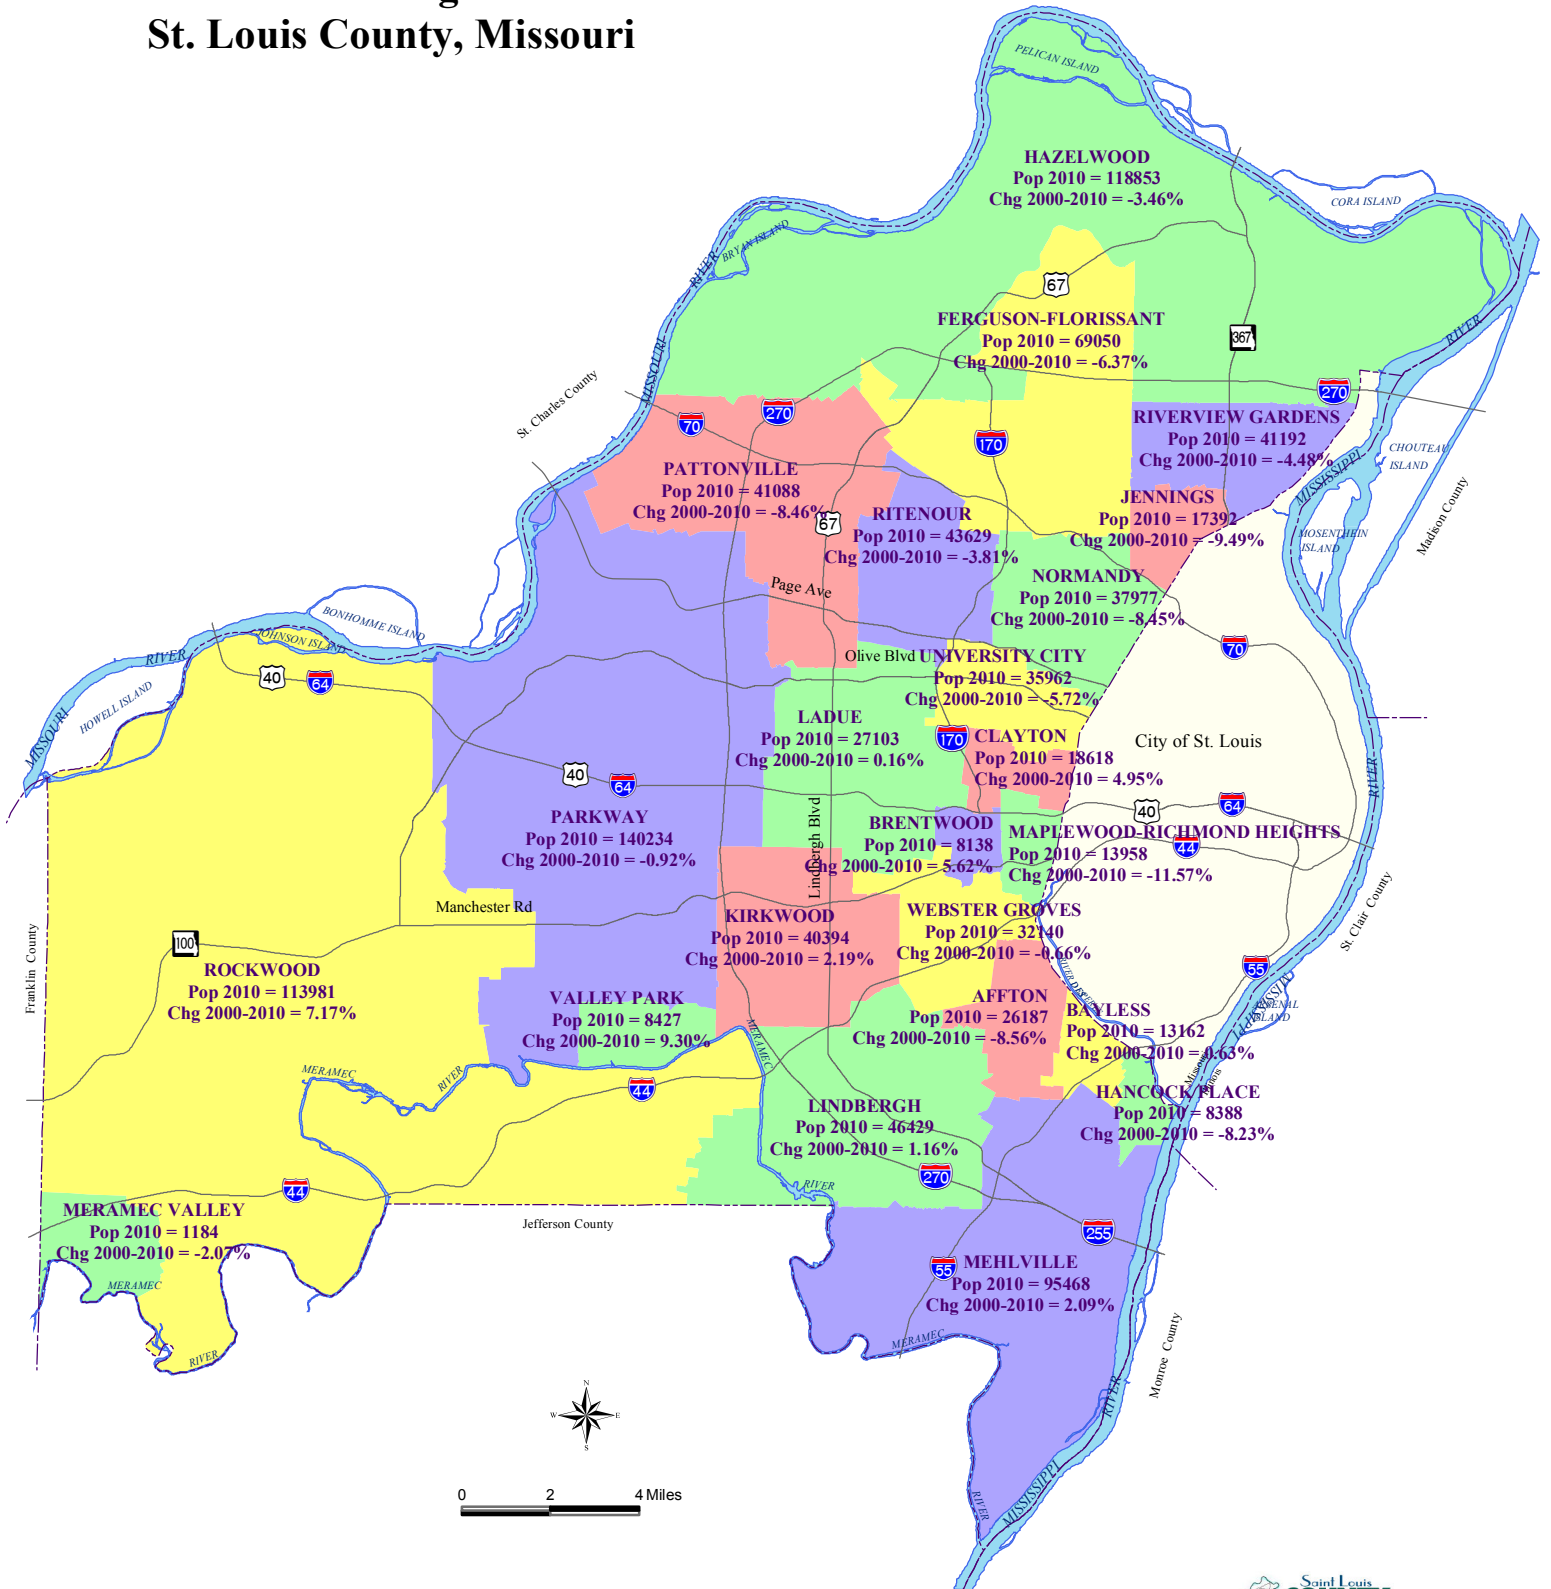 St. Louis County, Missouri
PELICAN ISLAND
HAZELWOOD
Pop 2010 = 118853
Chg 2000-2010 = -3.46%
CORA ISLAND
BRYAN ISLAND
RIVER
67
FERGUSON-FLORISSANT
Pop 2010 = 69050
Chg 2000-2010 = -6.37%
367
RIVER
MISSOURI
St. Charles County
270
270
70
170
RIVERVIEW GARDENS
Pop 2010 = 41192
Chg 2000-2010 = -4.48%
CHOUTEAU
ISLAND
MISSISSIPPI
PATTONVILLE
Pop 2010 = 41088
Chg 2000-2010 = -8.46%
67
JENNINGS
Pop 2010 = 17392
Chg 2000-2010 = -9.49%
RITENOUR
Pop 2010 = 43629
Chg 2000-2010 = -3.81%
MOSENTHEIN
ISLAND
Madison County
Page Ave
NORMANDY
Pop 2010 = 37977
Chg 2000-2010 = -8.45%
BONHOMME ISLAND
JOHNSON ISLAND
RIVER
40
64
70
Olive Blvd
UNIVERSITY CITY
Pop 2010 = 35962
Chg 2000-2010 = -5.72%
HOWELL ISLAND
MISSOURI
LADUE
Pop 2010 = 27103
Chg 2000-2010 = 0.16%
170
CLAYTON
Pop 2010 = 18618
Chg 2000-2010 = 4.95%
City of St. Louis
RIVER
40
64
40
64
44
PARKWAY
Pop 2010 = 140234
Chg 2000-2010 = -0.92%
Lindbergh Blvd
BRENTWOOD
Pop 2010 = 8138
Chg 2000-2010 = 5.62%
MAPLEWOOD-RICHMOND HEIGHTS
Pop 2010 = 13958
Chg 2000-2010 = -11.57%
Manchester Rd
KIRKWOOD
Pop 2010 = 40394
Chg 2000-2010 = 2.19%
WEBSTER GROVES
Pop 2010 = 32140
Chg 2000-2010 = -0.66%
St. Clair County
Franklin County
100
ROCKWOOD
Pop 2010 = 113981
Chg 2000-2010 = 7.17%
55
VALLEY PARK
Pop 2010 = 8427
Chg 2000-2010 = 9.30%
AFFTON
Pop 2010 = 26187
Chg 2000-2010 = -8.56%
BAYLESS
Pop 2010 = 13162
Chg 2000-2010 = 0.63%
ARSENAL
ISLAND
MISSISSIPPI
MERAMEC
MERAMEC
RIVER
44
HANCOCK PLACE
Pop 2010 = 8388
Chg 2000-2010 = -8.23%
LINDBERGH
Pop 2010 = 46429
Chg 2000-2010 = 1.16%
270
44
RIVER
MERAMEC VALLEY
Pop 2010 = 1184
Chg 2000-2010 = -2.07%
Jefferson County
255
55
MEHLVILLE
Pop 2010 = 95468
Chg 2000-2010 = 2.09%
MERAMEC
MERAMEC
RIVER
Monroe County
RIVER
N
W E
S
RIVER
MISSISSIPPI
0 2 4 Miles
Saint Louis